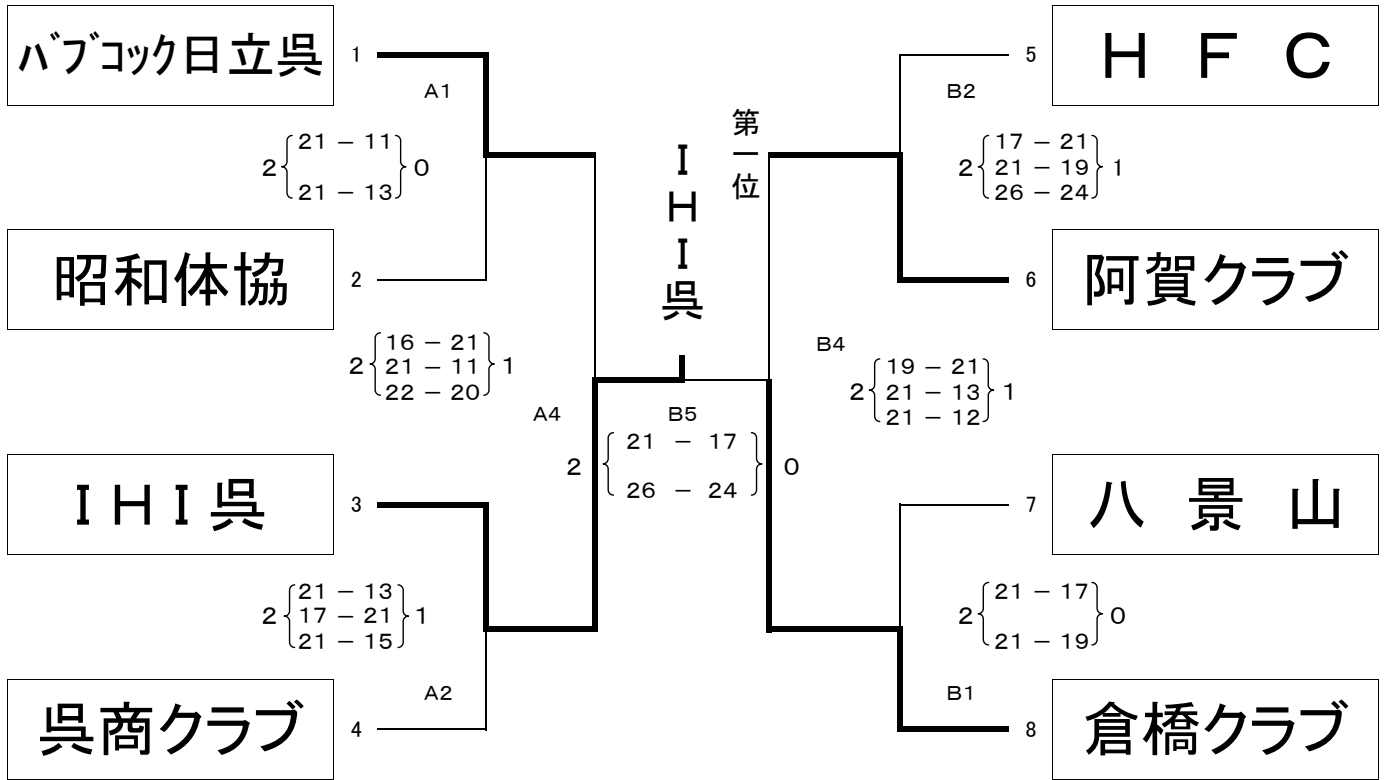 バブコック日立呉
1
A1
2 { 21 − 11 } 0
21 − 13
昭和体協
2
2 { 16 − 21 } 1
21 − 11
22 − 20
A4
ＩＨＩ呉
3
2 { 21 − 13 } 1
17 − 21
21 − 15
A2
呉商クラブ
4
第一位
ＩＨＩ呉
B5
2 { 21 − 17 } 0
26 − 24
ＨＦＣ
5
B2
2 { 17 − 21 } 1
21 − 19
26 − 24
阿賀クラブ
6
B4
2 { 19 − 21 } 1
21 − 13
21 − 12
八景山
7
2 { 21 − 17 } 0
21 − 19
B1
倉橋クラブ
8